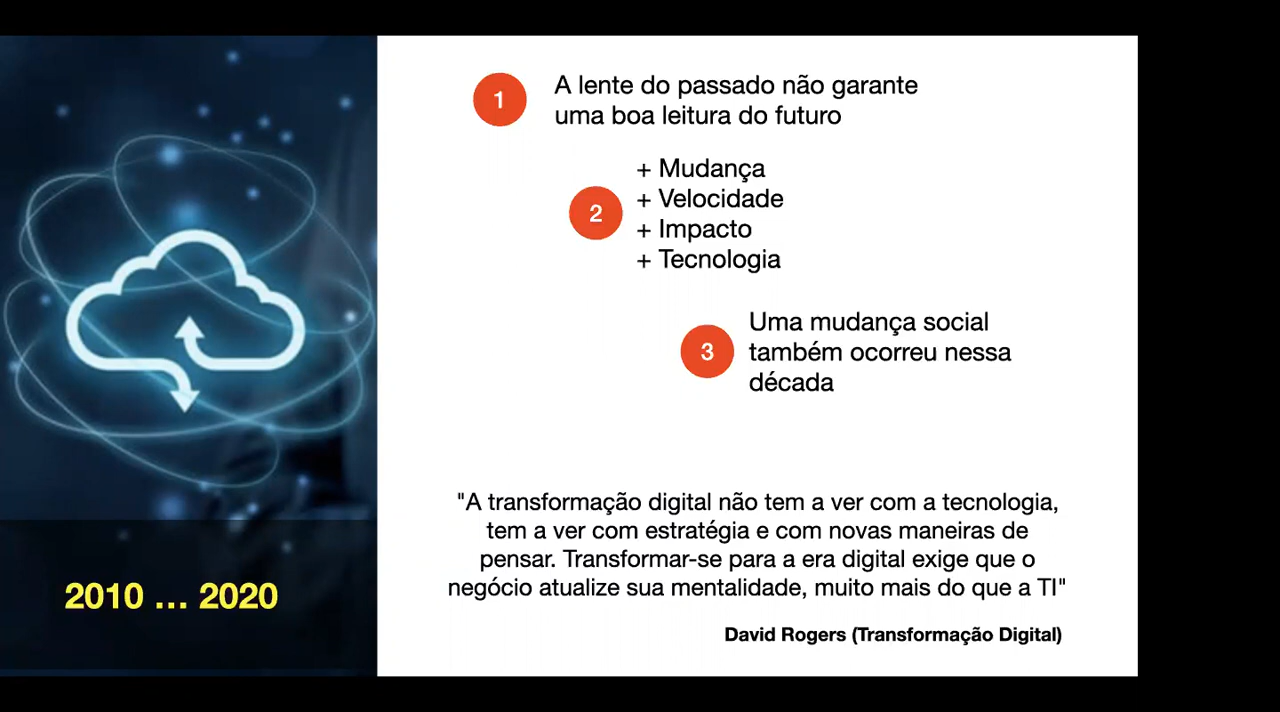 1
A lente do passado não garante
uma boa leitura do futuro
2
+ Mudança
+ Velocidade
+ Impacto
+ Tecnologia
3
Uma mudança social
também ocorreu nessa
década
"A transformação digital não tem a ver com a tecnologia,
tem a ver com estratégia e com novas maneiras de
pensar. Transformar-se para a era digital exige que o
negócio atualize sua mentalidade, muito mais do que a TI"
David Rogers (Transformação Digital)
2010 ... 2020